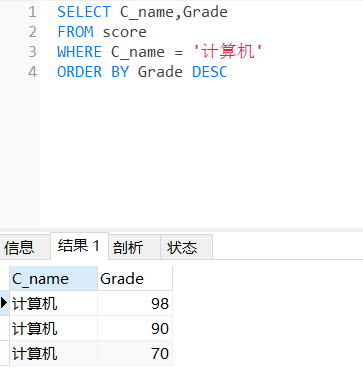 1 SELECT C_name,Grade
2 FROM score
3 WHERE C_name = '计算机'
4 ORDER BY Grade DESC
信息 结果 1 剖析 状态
C_name Grade
计算机 98
计算机 90
计算机 70